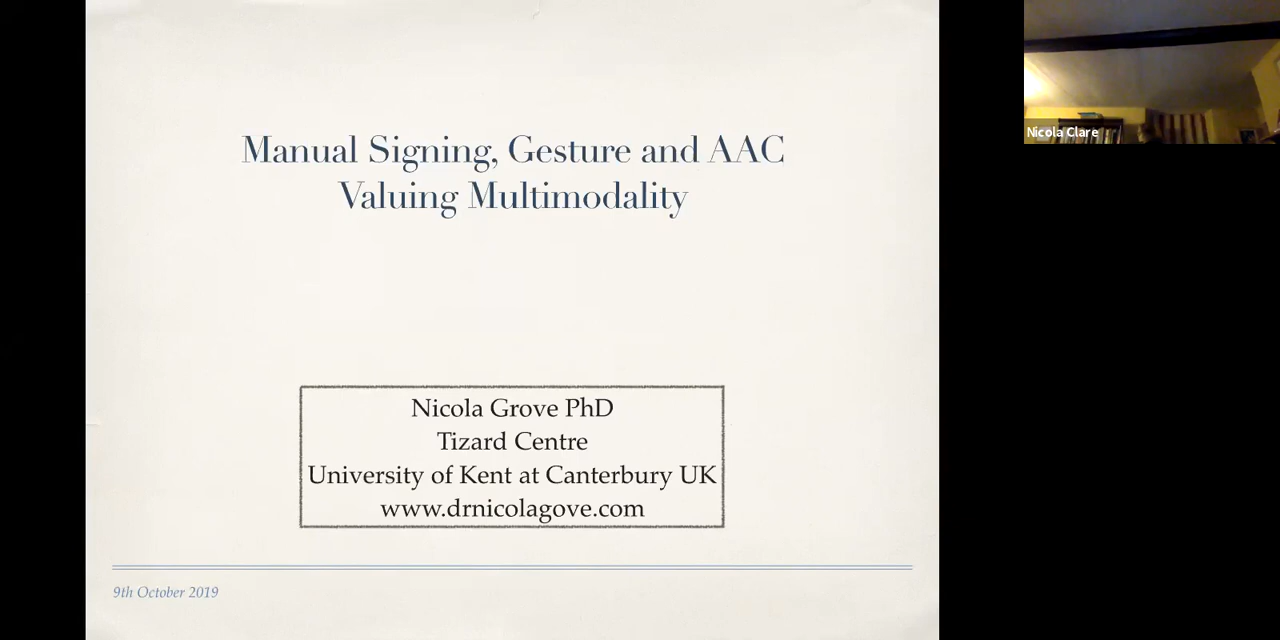 Manual Signing, Gesture and AAC
Valuing Multimodality
Nicola Grove PhD
Tizard Centre
University of Kent at Canterbury UK
www.drnicolagove.com
9th October 2019
Nicola Clare